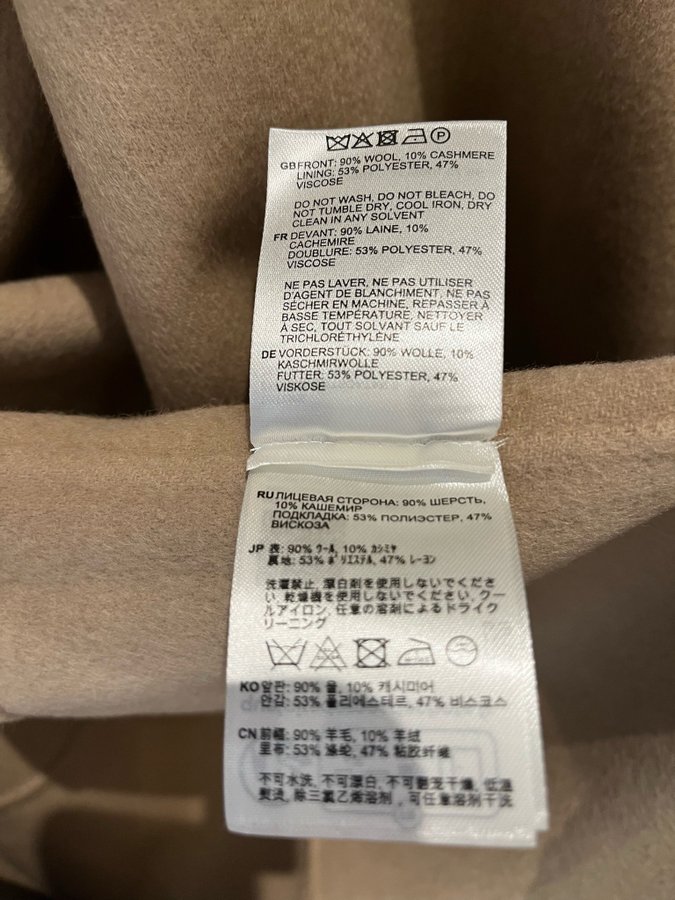 P
GB FRONT: 90% WOOL, 10% CASHMERE
LINING: 53% POLYESTER, 47%
VISCOSE
DO NOT WASH, DO NOT BLEACH, DO
NOT TUMBLE DRY, COOL IRON, DRY
CLEAN IN ANY SOLVENT
FR DEVANT: 90% LAINE, 10%
CACHEMIRE
DOUBLURE: 53% POLYESTER, 47%
VISCOSE
NE PAS LAVER, NE PAS UTILISER
D'AGENT DE BLANCHIMENT, NE PAS
SÉCHER EN MACHINE, REPASSER À
BASSE TEMPÉRATURE, NETTOYER
À SEC, TOUT SOLVANT SAUF LE
TRICHLORÉTHYLÈNE
DE VORDERSTÜCK: 90% WOLLE, 10%
KASCHMIRWOLLE
FUTTER: 53% POLYESTER, 47%
VISKOSE
RU ЛИЦЕВАЯ СТОРОНА: 90% ШЕРСТЬ,
10% КАШЕМИР
ПОДКЛАДКА: 53% ПОЛИЭСТЕР, 47%
ВИСКОЗА
JP 表: 90% ウール, 10% カシミヤ
裏地: 53% ポリエステル, 47% レーヨン
洗濯禁止, 漂白剤を使用しないでくださ
い, 乾燥機を使用しないでください, クー
ルアイロン, 任意の溶剤によるドライク
リーニング
KO 앞판: 90% 울, 10% 캐시미어
안감: 53% 폴리에스테르, 47% 비스코스
CN 前幅: 90% 羊毛, 10% 羊绒
里布: 53% 涤纶, 47% 粘胶纤维
不可水洗, 不可漂白, 不可翻笼干燥, 低温
熨烫, 除三氯乙烯溶剂, 可任意溶剂干洗